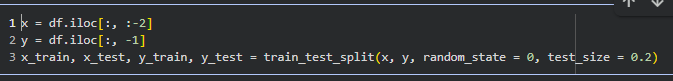 1 x = df.iloc[:, :-2]
2 y = df.iloc[:, -1]
3 x_train, x_test, y_train, y_test = train_test_split(x, y, random_state = 0, test_size = 0.2)